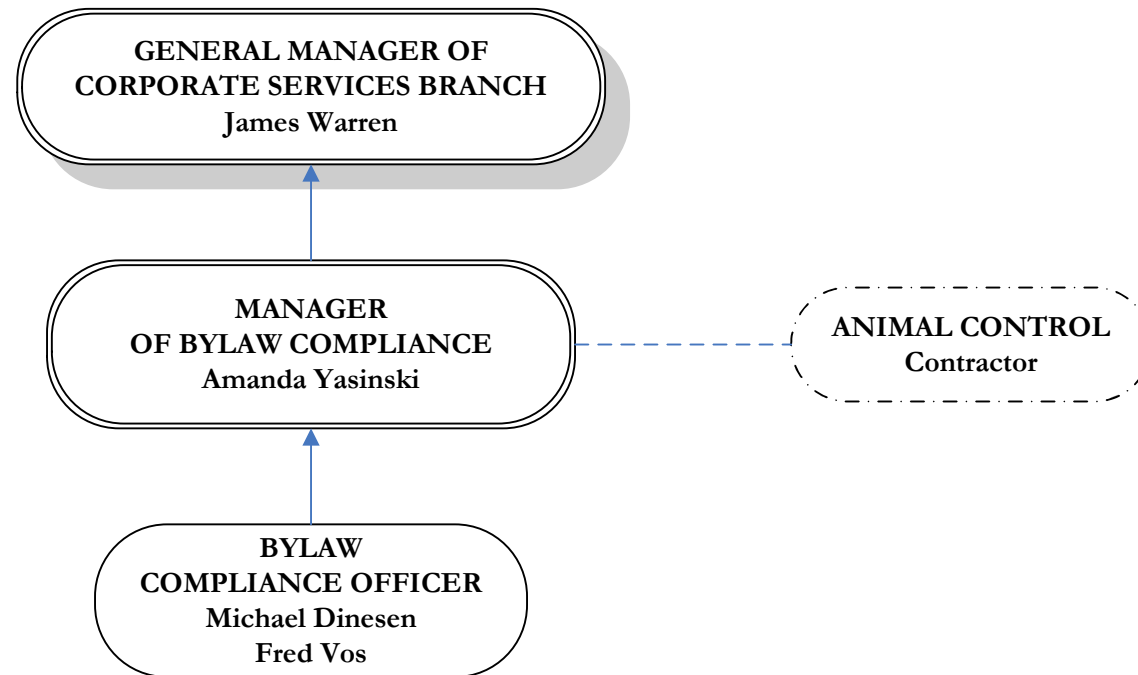 GENERAL MANAGER OF
CORPORATE SERVICES BRANCH
James Warren
MANAGER
OF BYLAW COMPLIANCE
Amanda Yasinski
ANIMAL CONTROL
Contractor
BYLAW
COMPLIANCE OFFICER
Michael Dinesen
Fred Vos